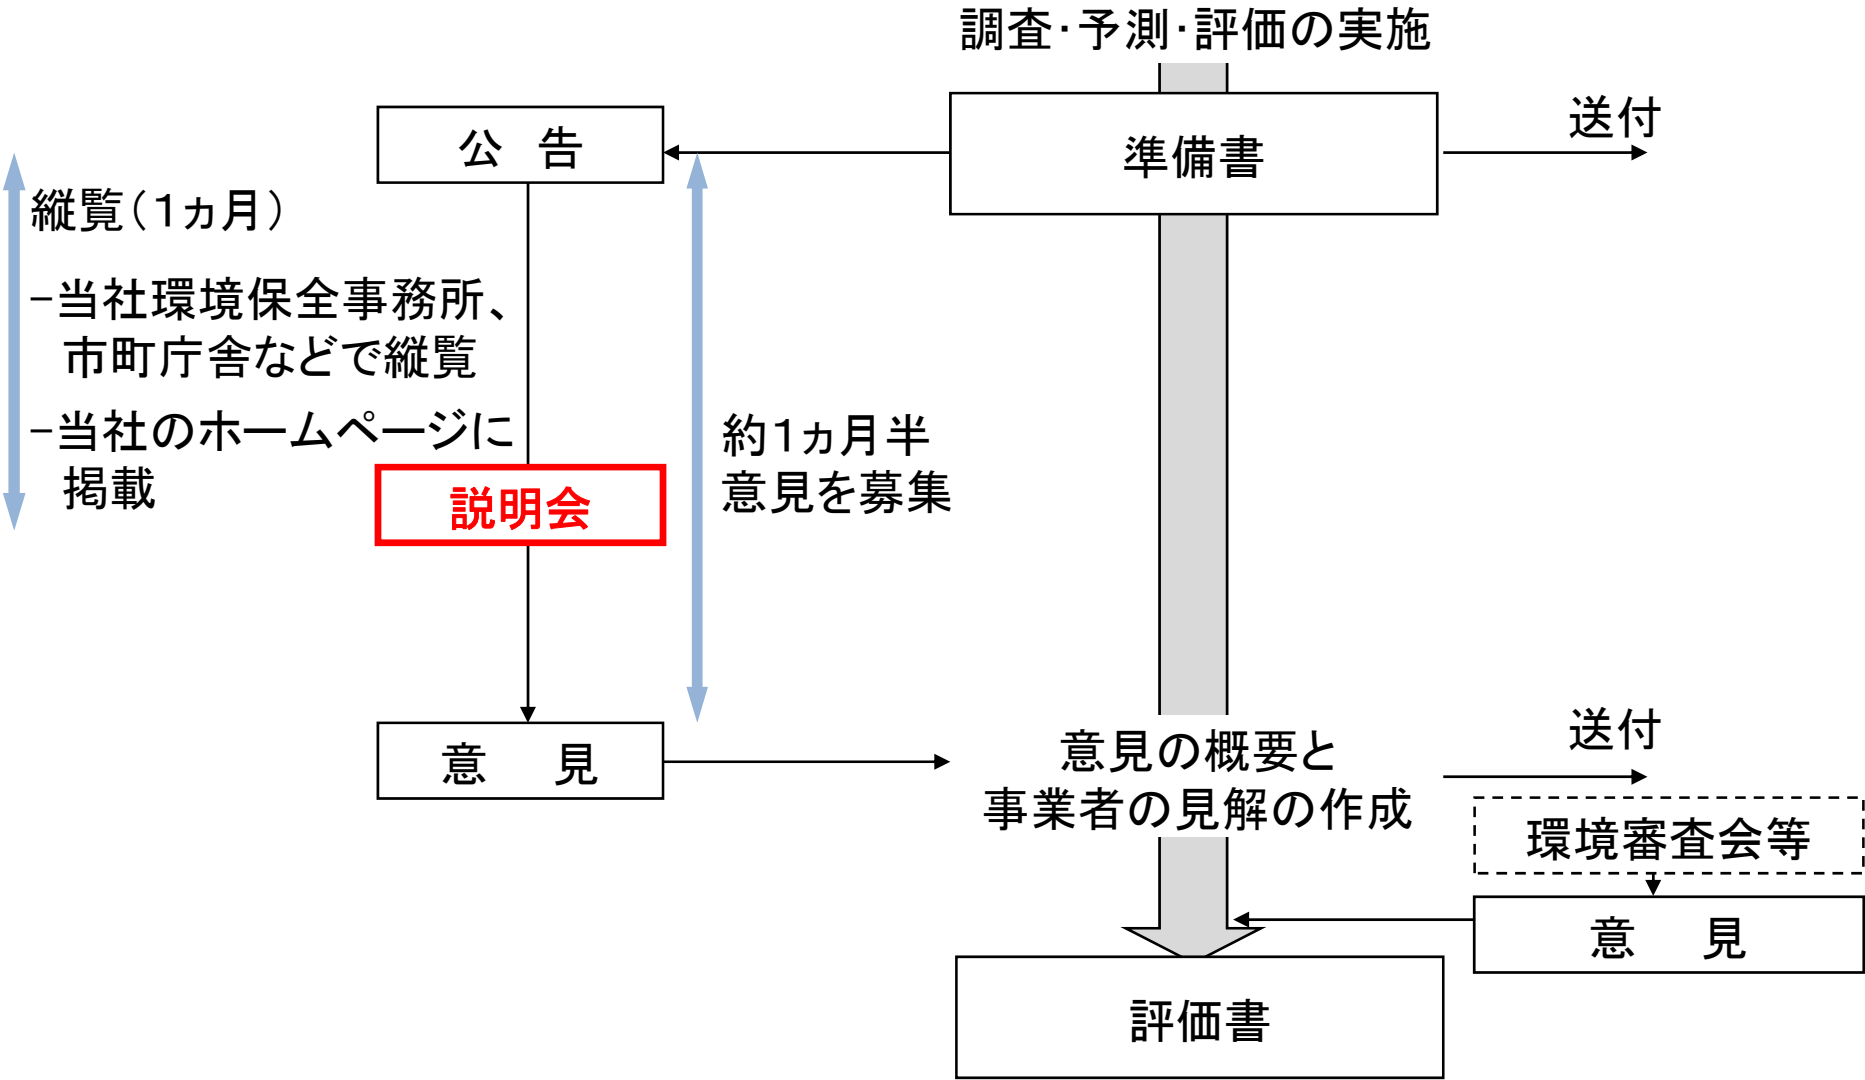 調査・予測・評価の実施
公 告
準備書
送付
縦覧(1ヵ月)
-当社環境保全事務所、
市町庁舎などで縦覧
-当社のホームページに
掲載
説明会
約1ヵ月半
意見を募集
意 見
意見の概要と
事業者の見解の作成
送付
環境審査会等
意 見
評価書